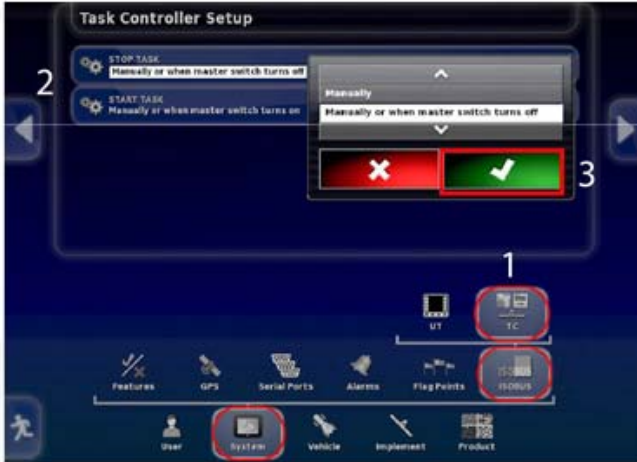 Task Controller Setup
2
STOP TASK
Manually or when master switch turns off
START TASK
Manually or when master switch turns on
Manually
Manually or when master switch turns off
3
1
UT
TC
Features
GPS
Serial Ports
Alarms
Flag Points
ISOBUS
ISOBUS
User
System
Vehicle
Implement
Product